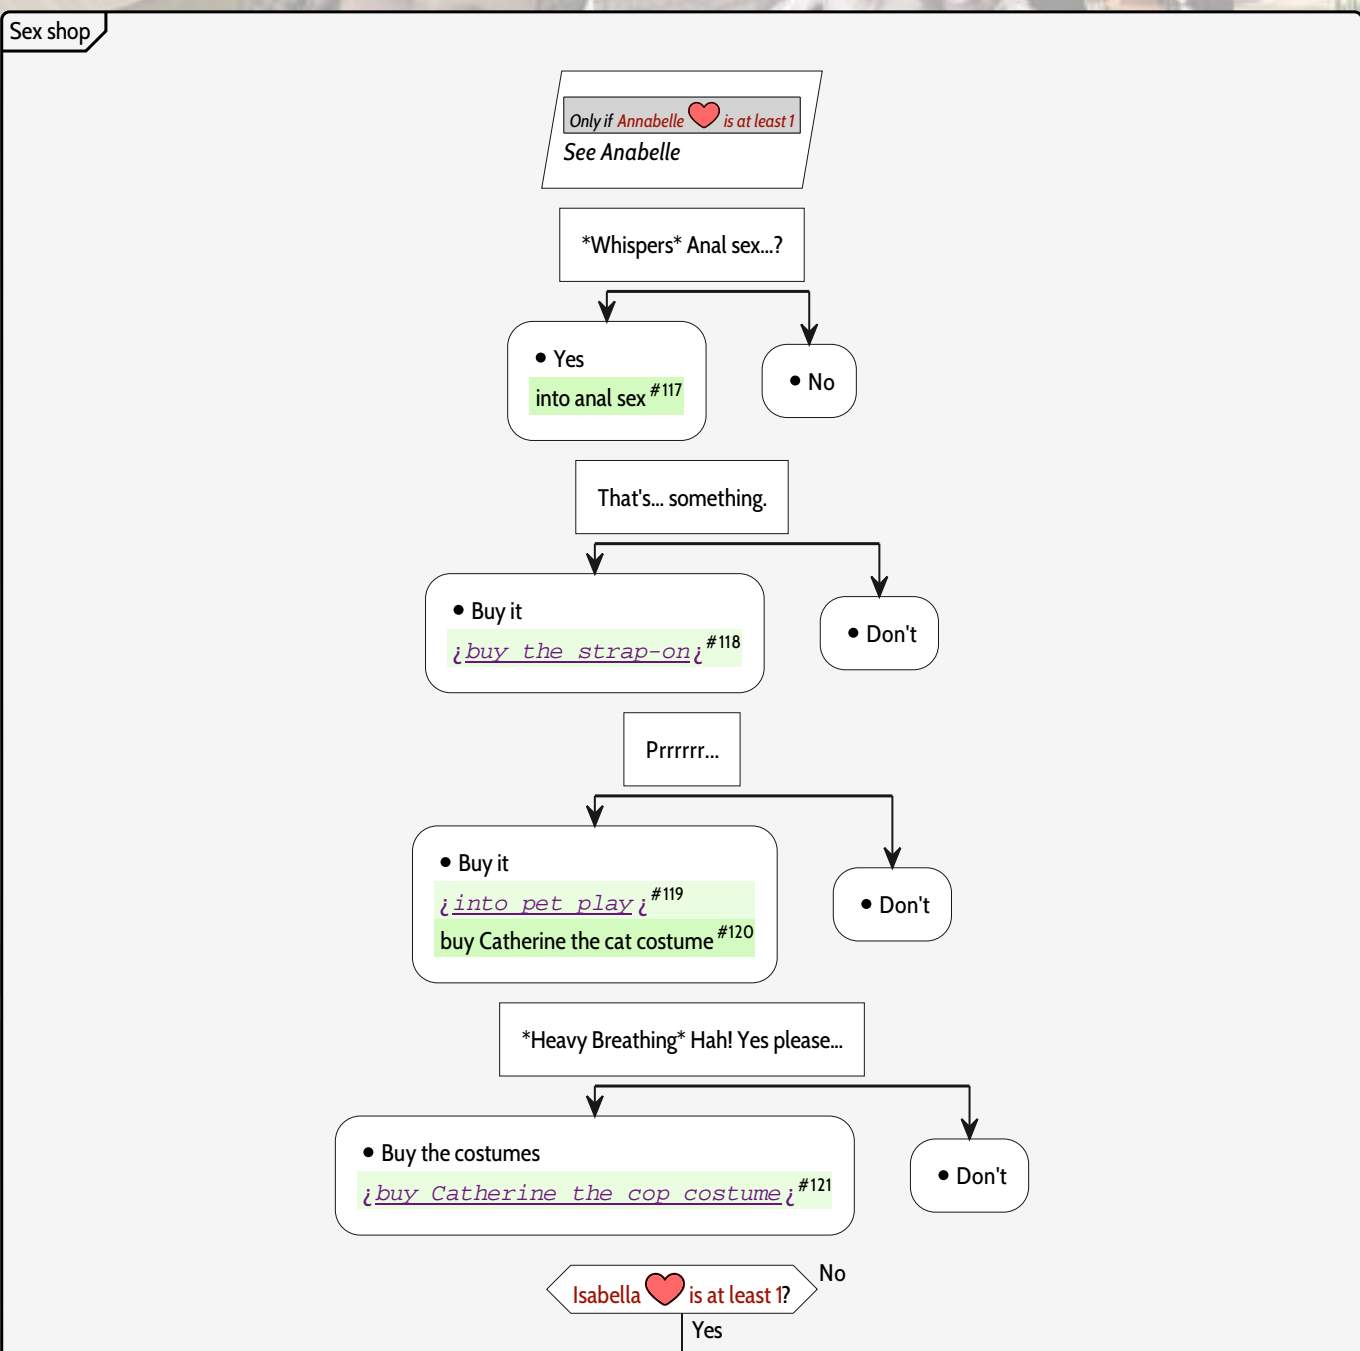 Sex shop
Only if Annabelle is at least 1
See Anabelle
*Whispers* Anal sex...?
• Yes
into anal sex #117
• No
That's... something.
• Buy it
¿buy the strap-on¿ #118
• Don't
Prrrrrr...
• Buy it
¿into pet play¿ #119
buy Catherine the cat costume #120
• Don't
*Heavy Breathing* Hah! Yes please...
• Buy the costumes
¿buy Catherine the cop costume¿ #121
• Don't
Isabella is at least 1?
No
Yes